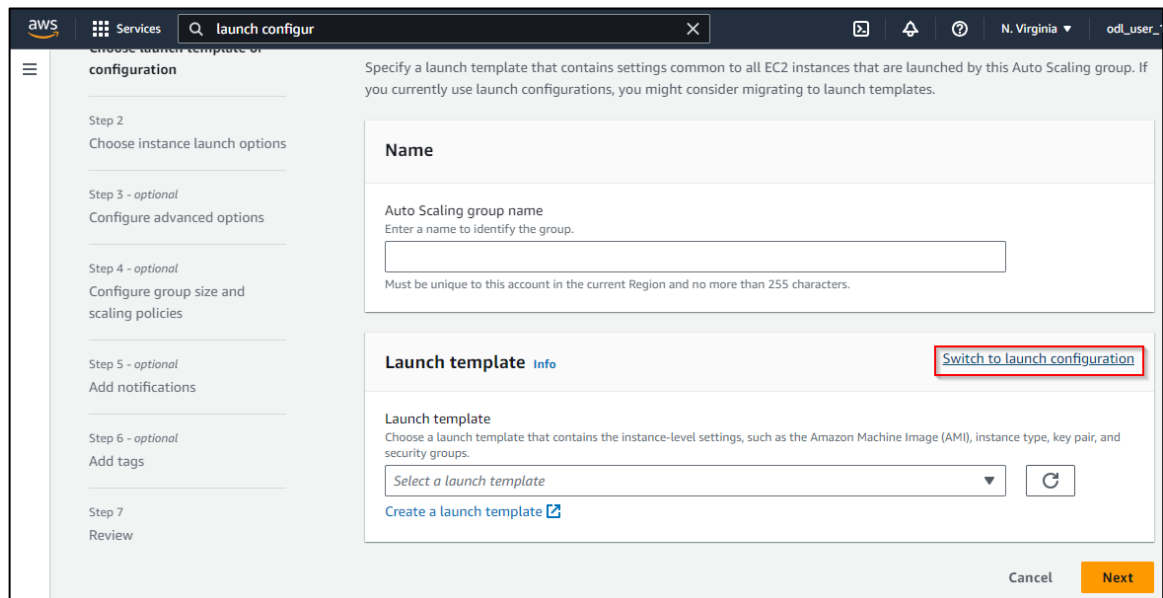 aws
Services
launch configur
N. Virginia
odl_user_1
Choose launch template or
configuration
Step 2
Choose instance launch options
Step 3 - optional
Configure advanced options
Step 4 - optional
Configure group size and
scaling policies
Step 5 - optional
Add notifications
Step 6 - optional
Add tags
Step 7
Review
Specify a launch template that contains settings common to all EC2 instances that are launched by this Auto Scaling group. If
you currently use launch configurations, you might consider migrating to launch templates.
Name
Auto Scaling group name
Enter a name to identify the group.
Must be unique to this account in the current Region and no more than 255 characters.
Launch template Info
Switch to launch configuration
Launch template
Choose a launch template that contains the instance-level settings, such as the Amazon Machine Image (AMI), instance type, key pair, and
security groups.
Select a launch template
Create a launch template
Cancel
Next